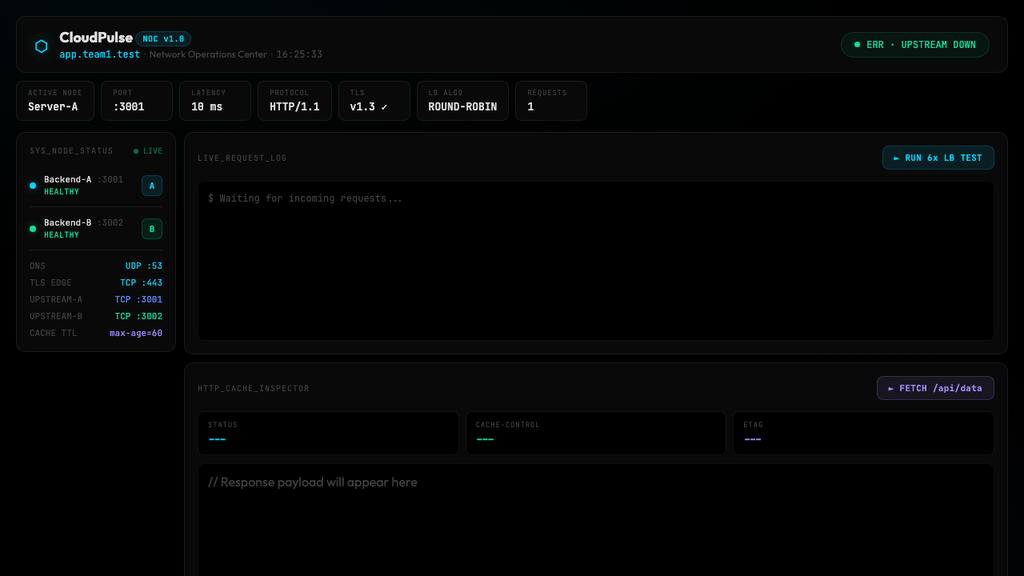 CloudPulse NOC v1.0
app.team1.test · Network Operations Center · 16:25:33
ERR · UPSTREAM DOWN
ACTIVE NODE
Server-A
PORT
:3001
LATENCY
10 ms
PROTOCOL
HTTP/1.1
TLS
v1.3 ✓
LB ALGO
ROUND-ROBIN
REQUESTS
1
SYS_NODE_STATUS
LIVE
Backend-A :3001
HEALTHY
A
Backend-B :3002
HEALTHY
B
DNS UDP :53
TLS EDGE TCP :443
UPSTREAM-A TCP :3001
UPSTREAM-B TCP :3002
CACHE TTL max-age=60
LIVE_REQUEST_LOG
► RUN 6x LB TEST
$ Waiting for incoming requests...
HTTP_CACHE_INSPECTOR
► FETCH /api/data
STATUS
---
CACHE-CONTROL
---
ETAG
---
// Response payload will appear here